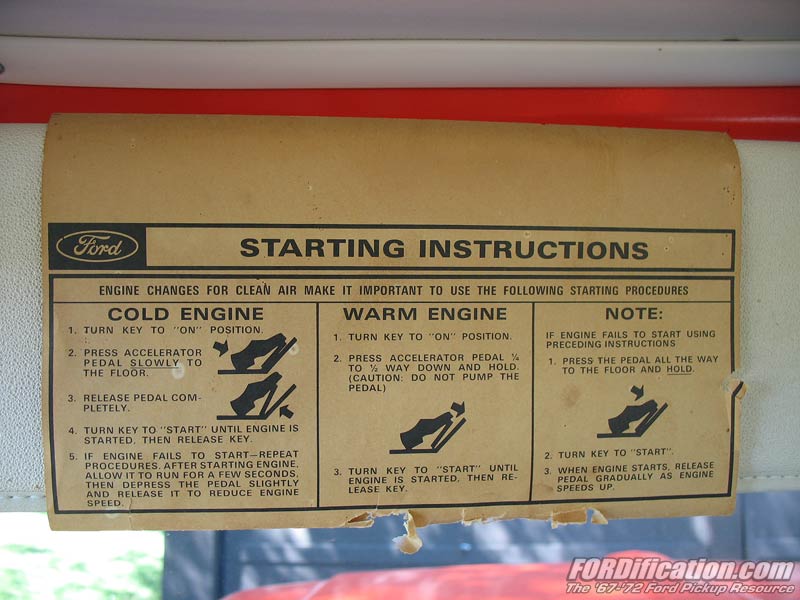 Ford
STARTING INSTRUCTIONS
ENGINE CHANGES FOR CLEAN AIR MAKE IT IMPORTANT TO USE THE FOLLOWING STARTING PROCEDURES
COLD ENGINE
1. TURN KEY TO "ON" POSITION.
2. PRESS ACCELERATOR
PEDAL SLOWLY TO
THE FLOOR.
3. RELEASE PEDAL COM-
PLETELY.
4. TURN KEY TO "START" UNTIL ENGINE IS
STARTED, THEN RELEASE KEY.
5. IF ENGINE FAILS TO START—REPEAT
PROCEDURES. AFTER STARTING ENGINE,
ALLOW IT TO RUN FOR A FEW SECONDS,
THEN DEPRESS THE PEDAL SLIGHTLY
AND RELEASE IT TO REDUCE ENGINE
SPEED.
WARM ENGINE
1. TURN KEY TO "ON" POSITION.
2. PRESS ACCELERATOR PEDAL ¼
TO ½ WAY DOWN AND HOLD.
(CAUTION: DO NOT PUMP THE
PEDAL)
3. TURN KEY TO "START" UNTIL
ENGINE IS STARTED, THEN RE-
LEASE KEY.
NOTE:
IF ENGINE FAILS TO START USING
PRECEDING INSTRUCTIONS
1. PRESS THE PEDAL ALL THE WAY
TO THE FLOOR AND HOLD.
2. TURN KEY TO "START".
3. WHEN ENGINE STARTS, RELEASE
PEDAL GRADUALLY AS ENGINE
SPEEDS UP.
FORDification.com
The '67-'72 Ford Pickup Resource